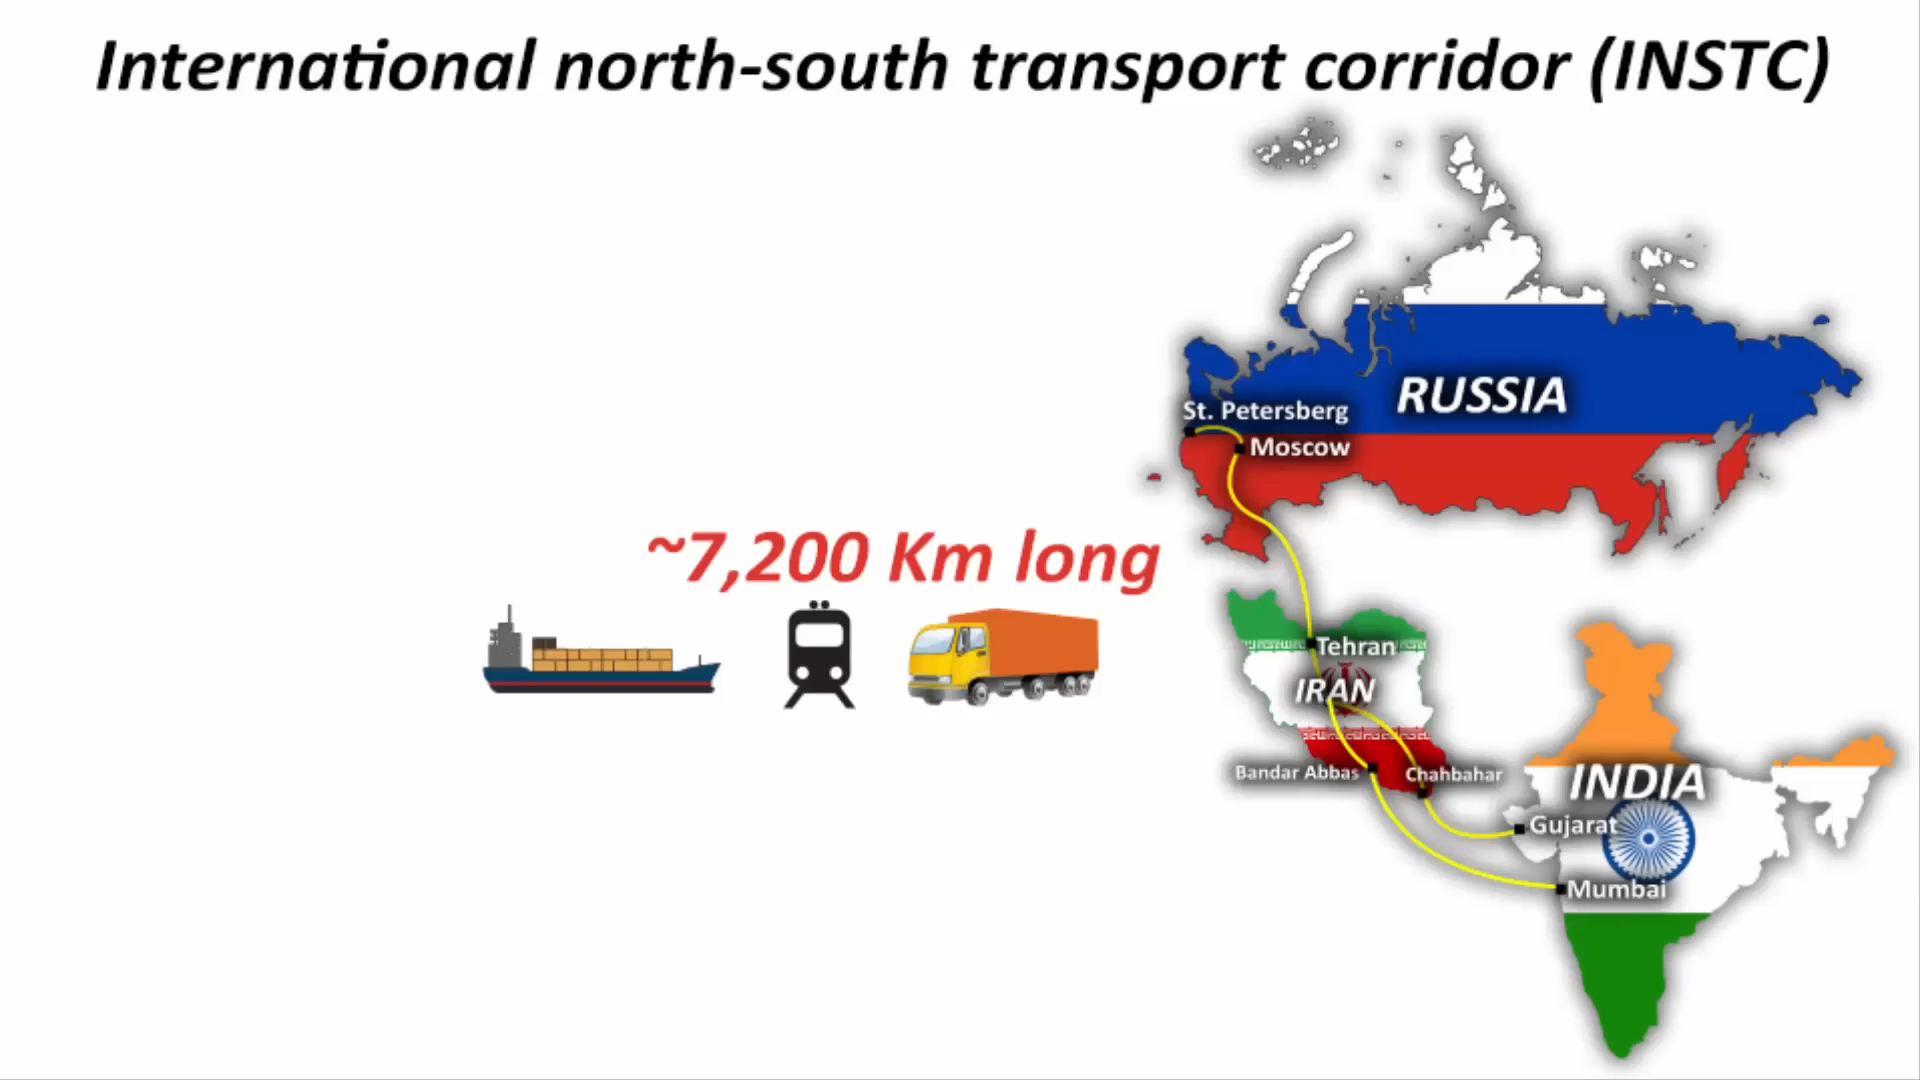 International north-south transport corridor (INSTC)
RUSSIA
St. Petersberg
Moscow
~7,200 Km long
Tehran
IRAN
Bandar Abbas
Chahbahar
INDIA
Gujarat
Mumbai